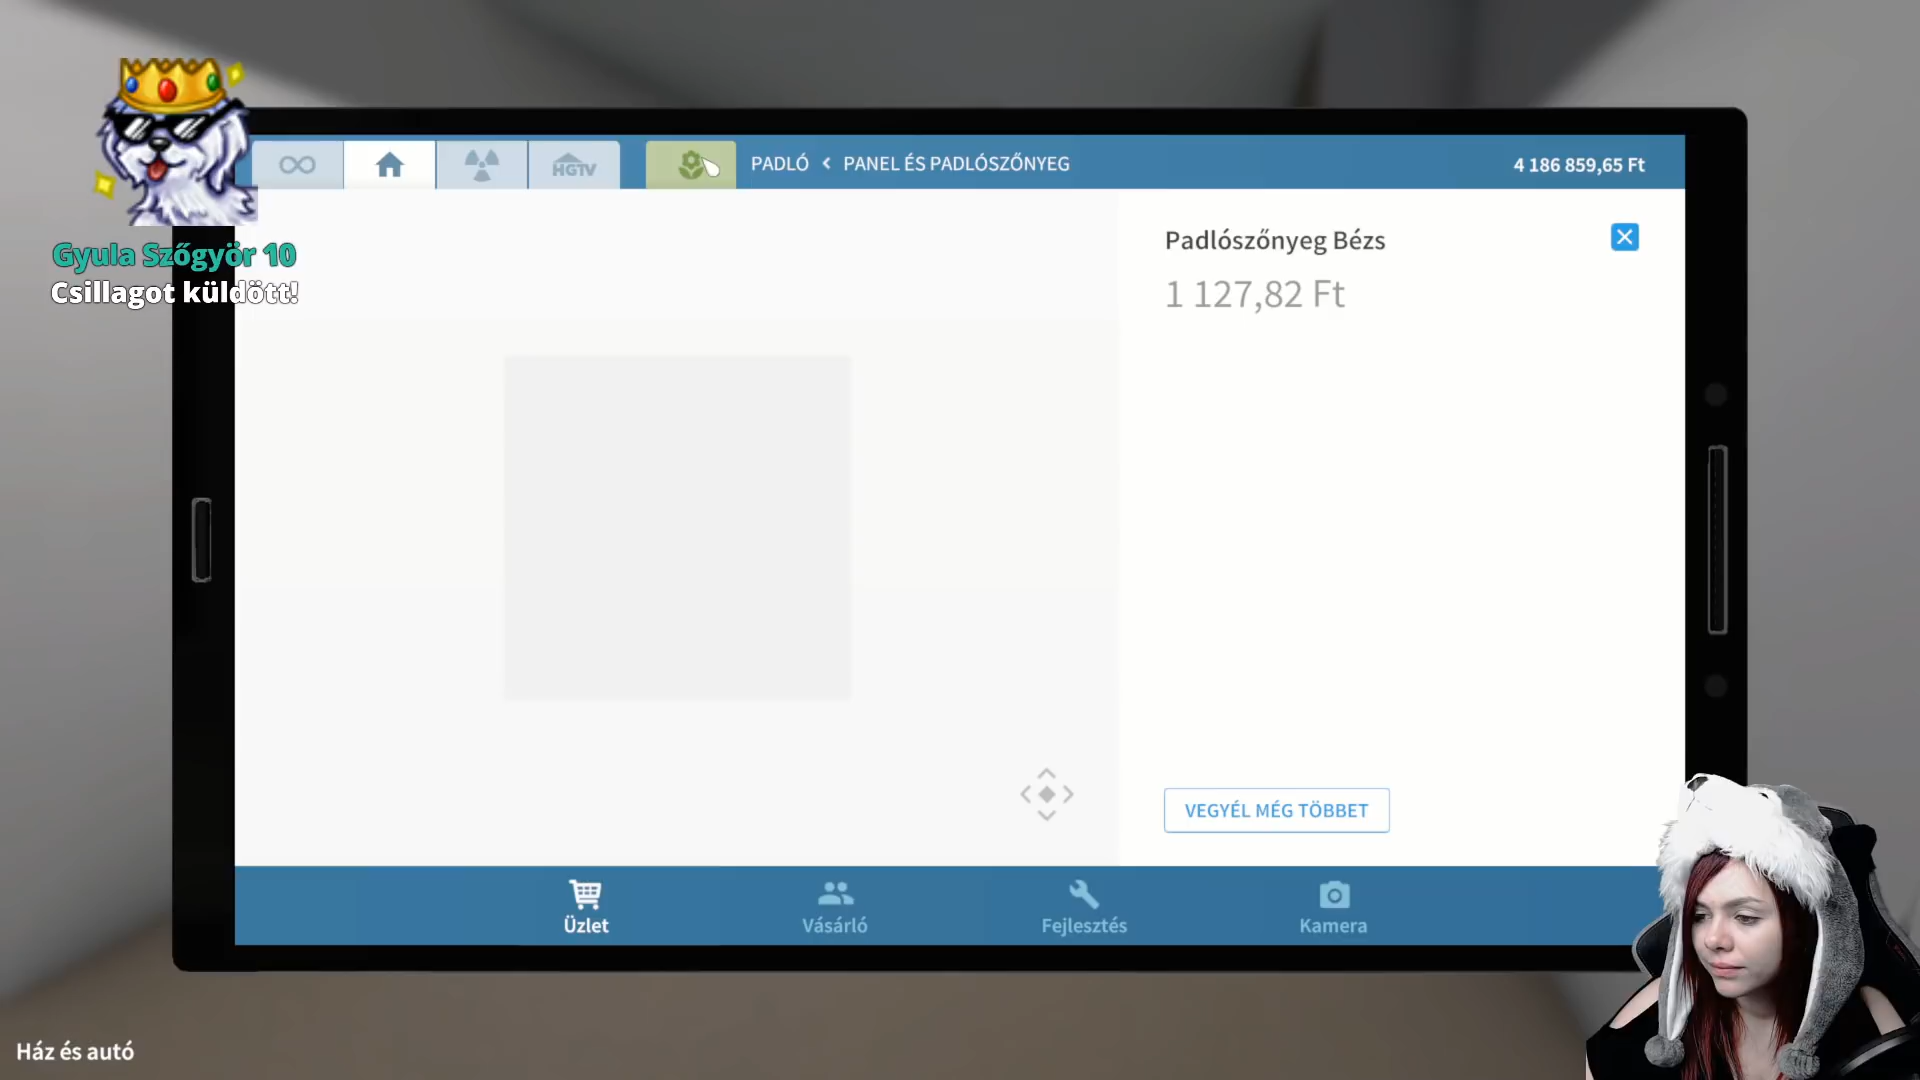 HGTV
PADLÓ < PANEL ÉS PADLÓSZŐNYEG
4 186 859,65 Ft
Padlószőnyeg Bézs
1 127,82 Ft
Gyula Szőgyör 10
Csillagot küldött!
VEGYÉL MÉG TÖBBET
Üzlet
Vásárló
Fejlesztés
Kamera
Ház és autó